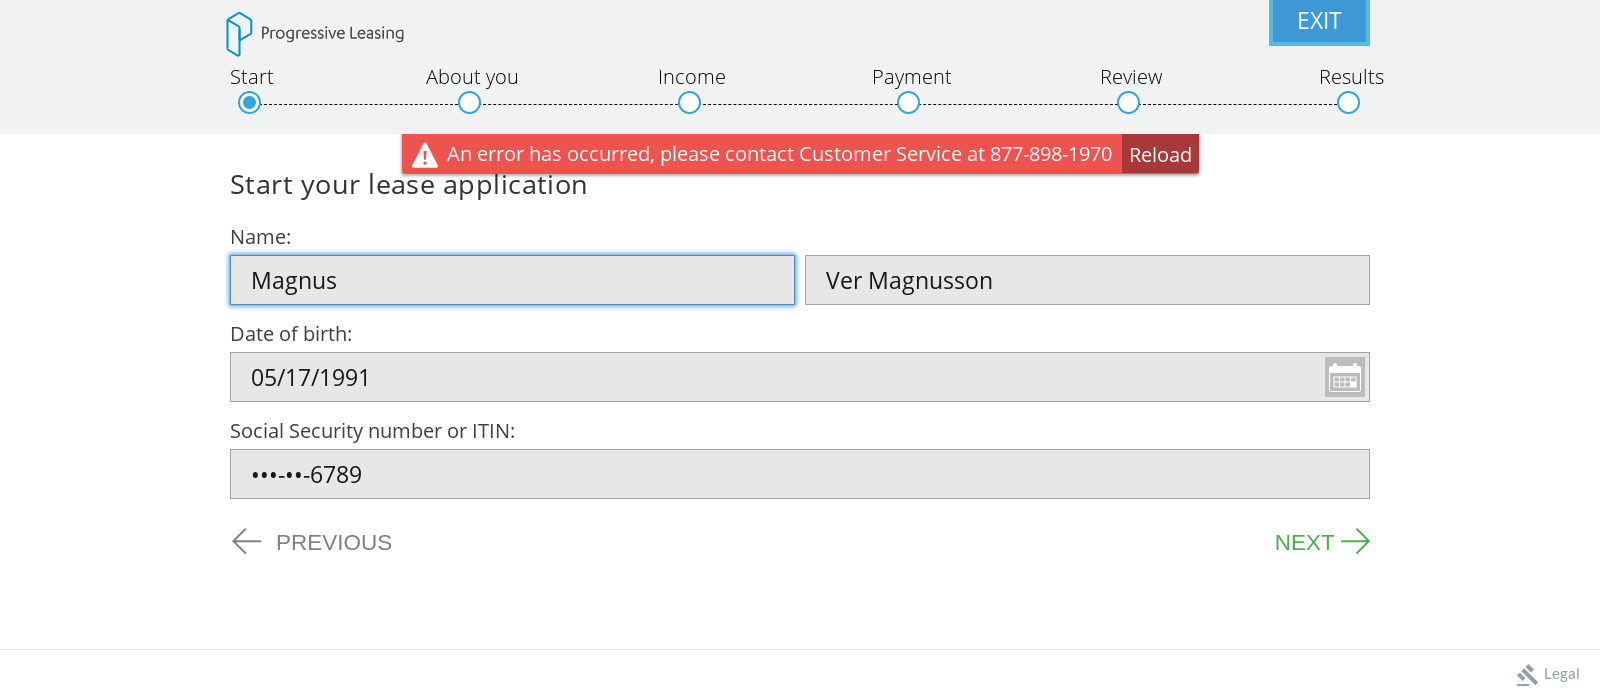 Progressive Leasing
EXIT
Start About you Income Payment Review Results
An error has occurred, please contact Customer Service at 877-898-1970 Reload
Start your lease application
Name:
Magnus Ver Magnusson
Date of birth:
05/17/1991
Social Security number or ITIN:
•••-••-6789
PREVIOUS NEXT
Legal